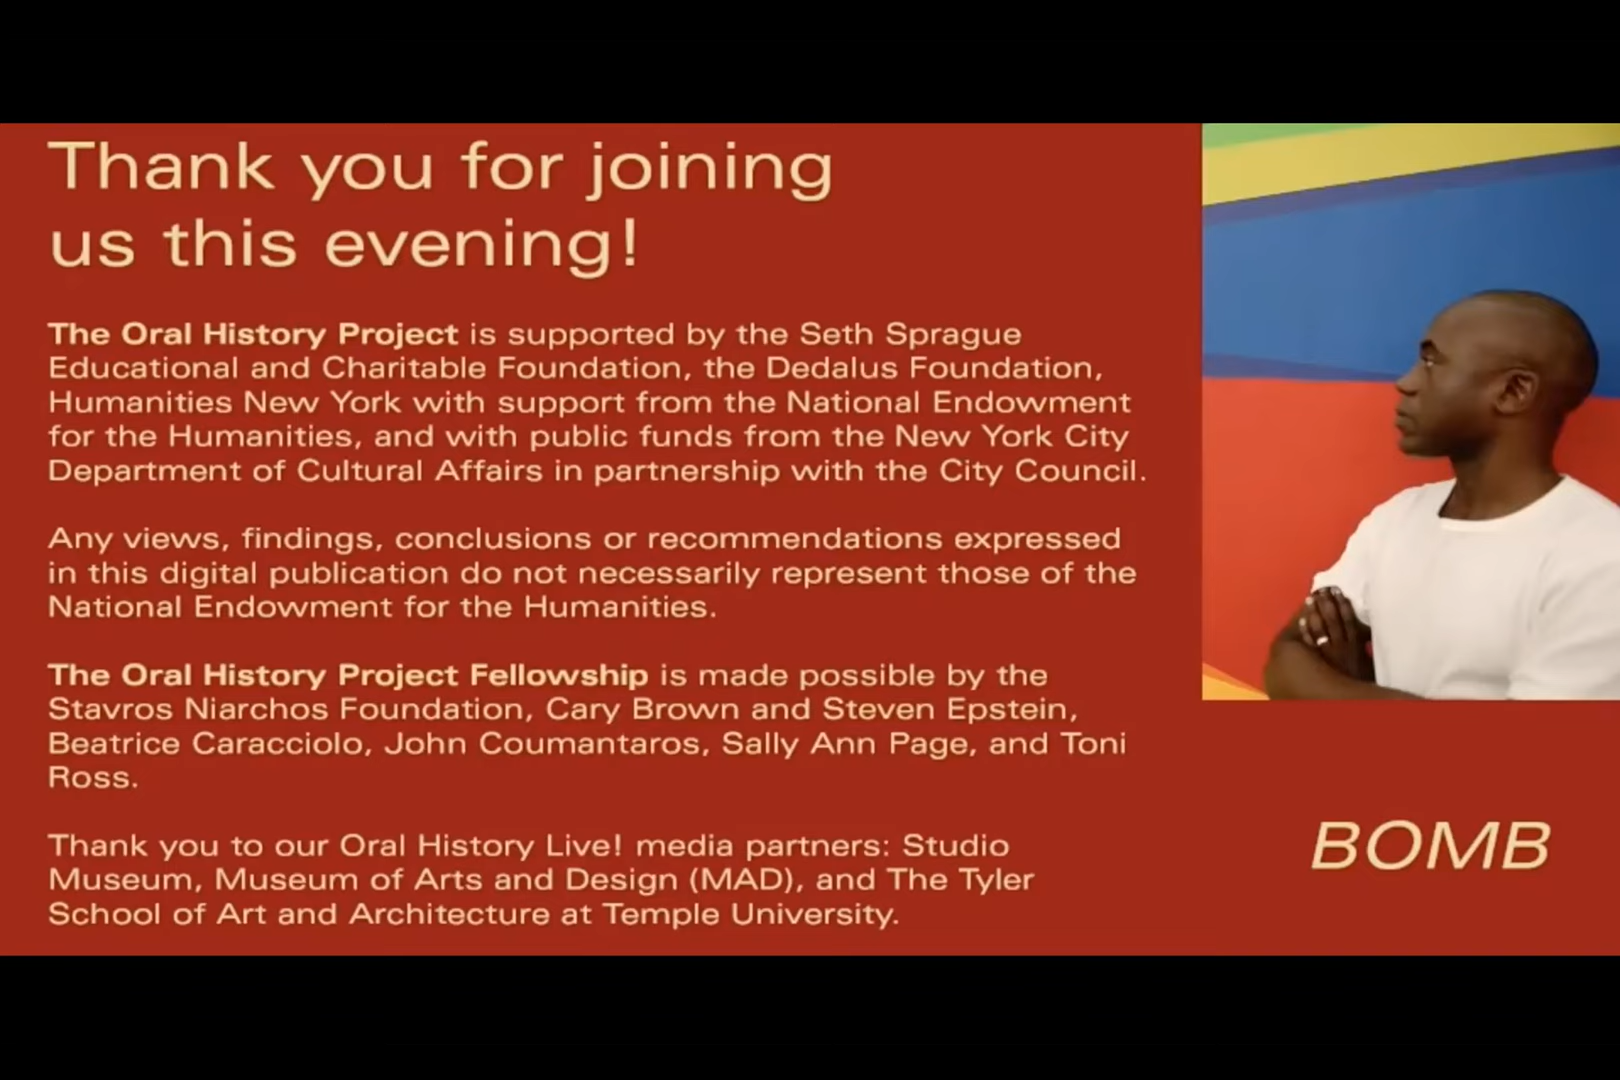 Thank you for joining
us this evening!
The Oral History Project is supported by the Seth Sprague
Educational and Charitable Foundation, the Dedalus Foundation,
Humanities New York with support from the National Endowment
for the Humanities, and with public funds from the New York City
Department of Cultural Affairs in partnership with the City Council.
Any views, findings, conclusions or recommendations expressed
in this digital publication do not necessarily represent those of the
National Endowment for the Humanities.
The Oral History Project Fellowship is made possible by the
Stavros Niarchos Foundation, Cary Brown and Steven Epstein,
Beatrice Caracciolo, John Coumantaros, Sally Ann Page, and Toni
Ross.
Thank you to our Oral History Live! media partners: Studio
Museum, Museum of Arts and Design (MAD), and The Tyler
School of Art and Architecture at Temple University.
BOMB